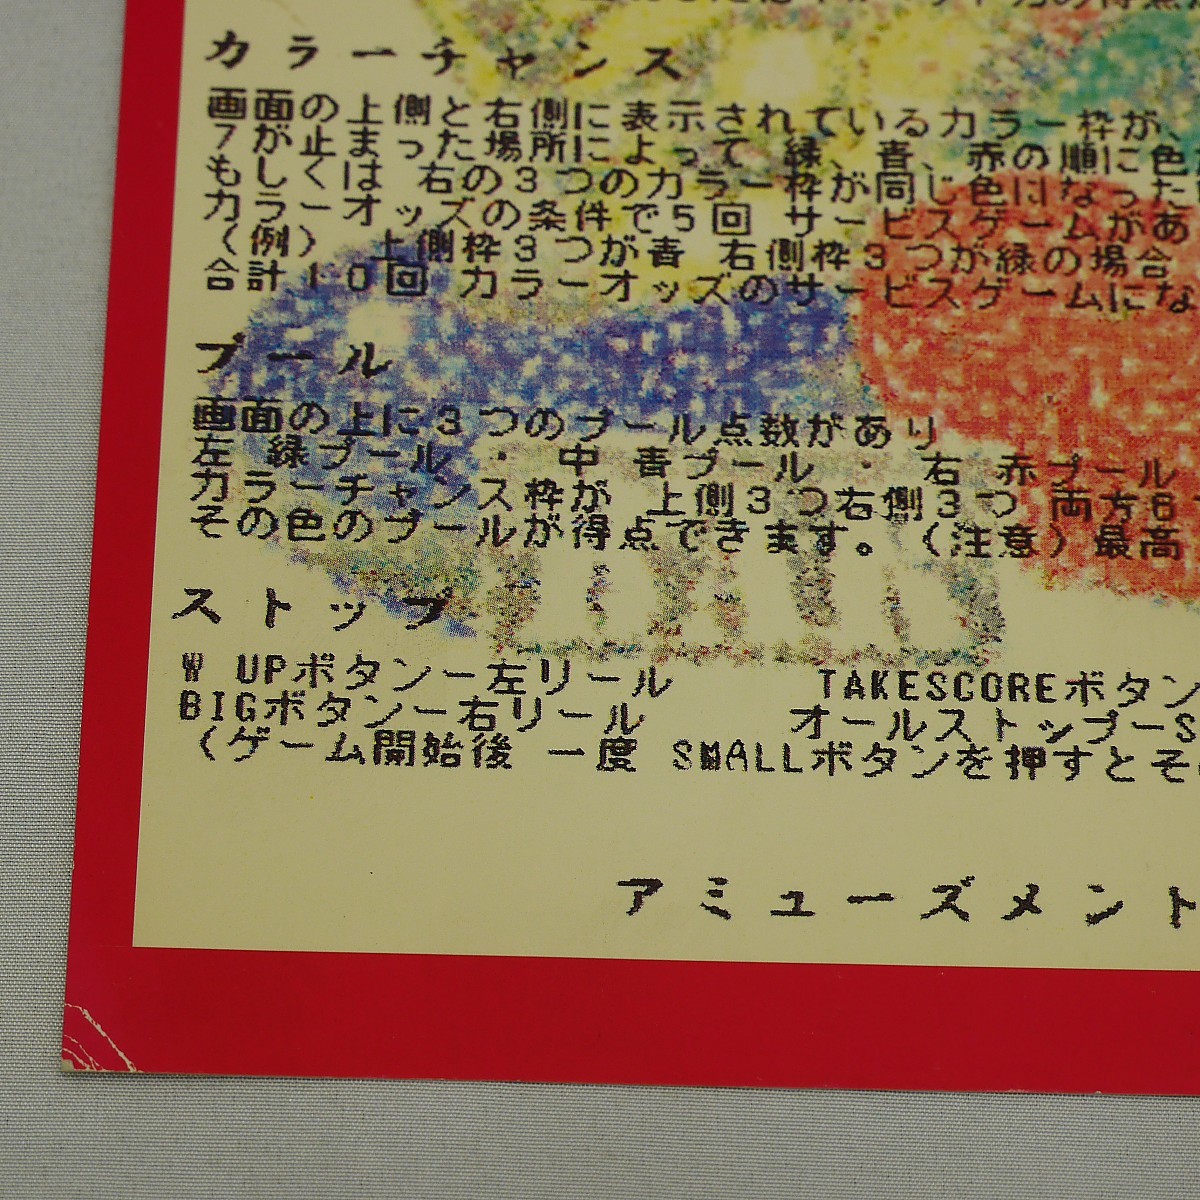 カラーチャンス
画面の上側と右側に表示されているカラー枠が、
7が止まった場所によって 緑、青、赤の順に色
もしくは 右の3つのカラー枠が同じ色になった
カラーオッズの条件で5回 サービスゲームがあ
(例) 上側枠3つが青 右側枠3つが緑の場合
合計10回 カラーオッズのサービスゲームにな
プール
画面の上に3つのプール点数があり
左 緑プール ・ 中 青プール ・ 右 赤プール
カラーチャンス枠が 上側3つ右側3つ 両方6
その色のプールが得点できます。(注意)最高
ストップ
W UPボタンー左リール TAKESCOREボタン
BIGボタンー右リール オールストップーS
(ゲーム開始後 一度 SMALLボタンを押すとその
アミューズメント